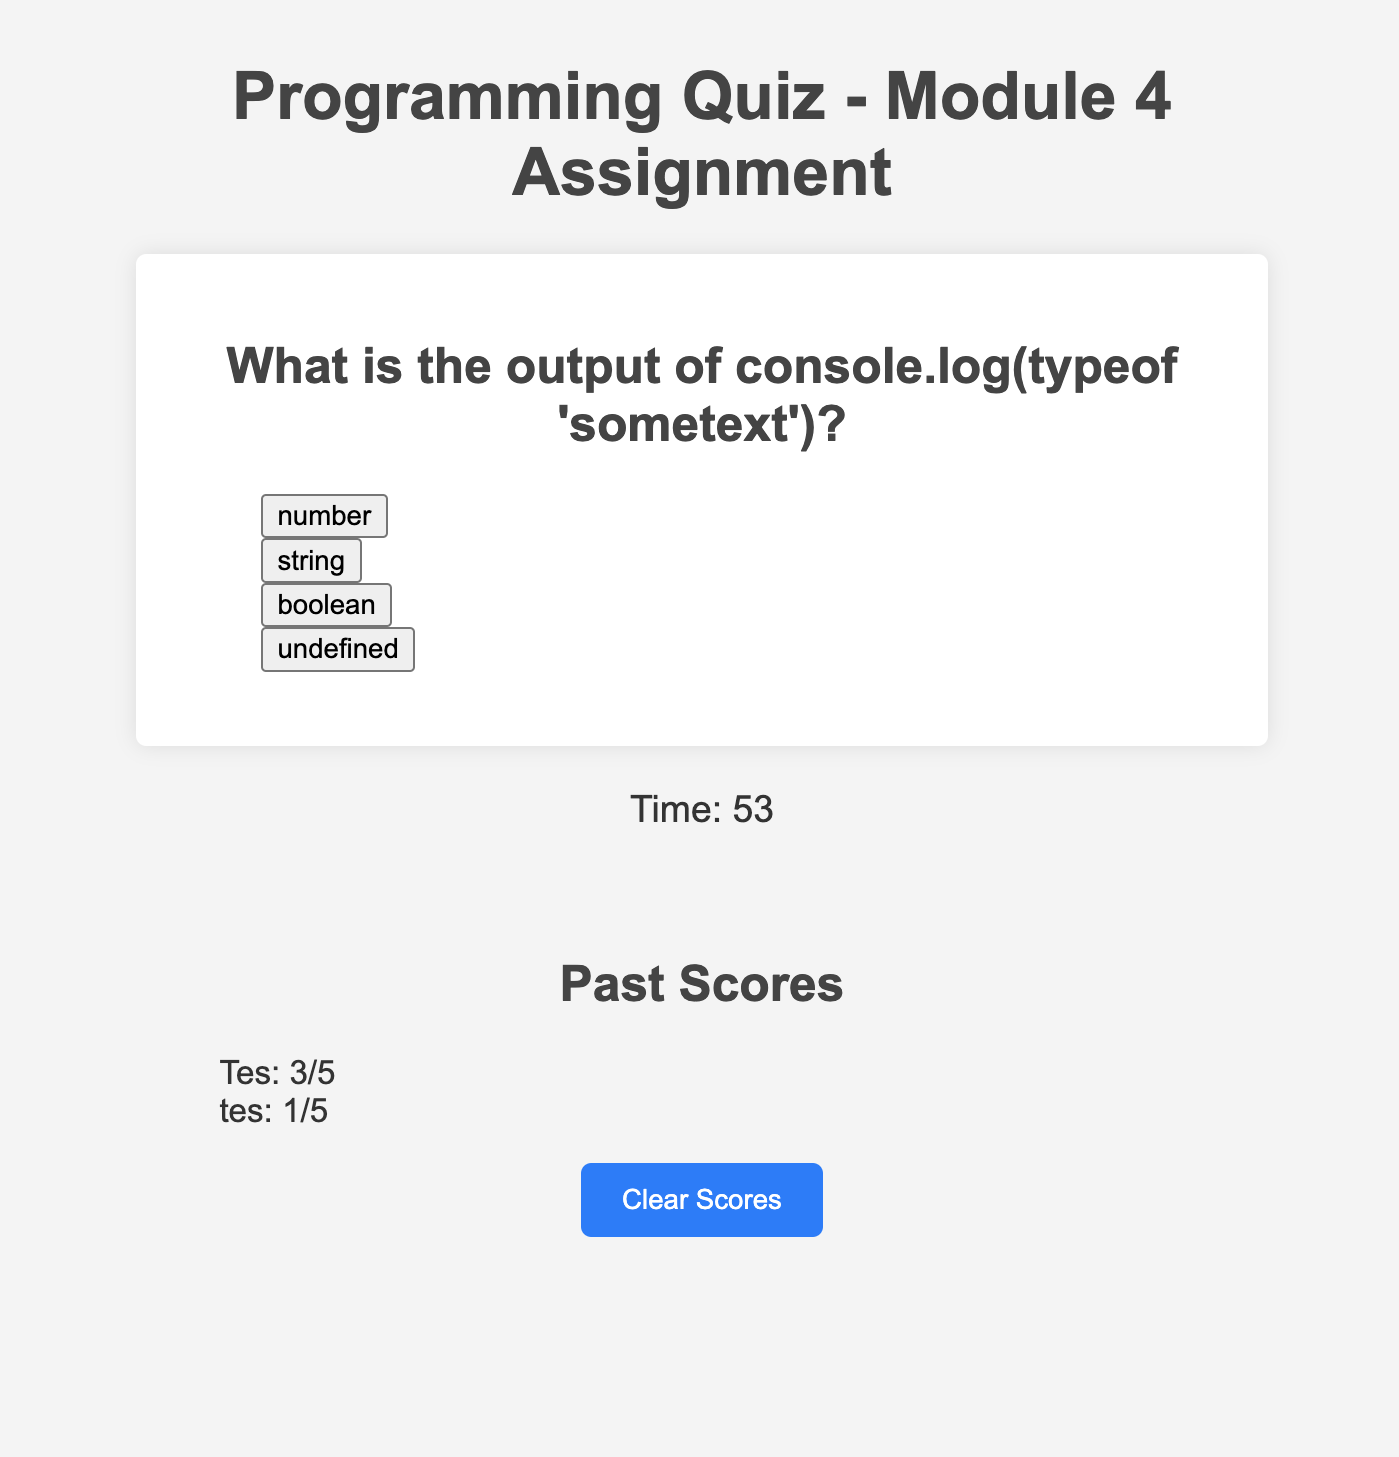 Programming Quiz - Module 4
Assignment
What is the output of console.log(typeof
'sometext')?
number
string
boolean
undefined
Time: 53
Past Scores
Tes: 3/5
tes: 1/5
Clear Scores